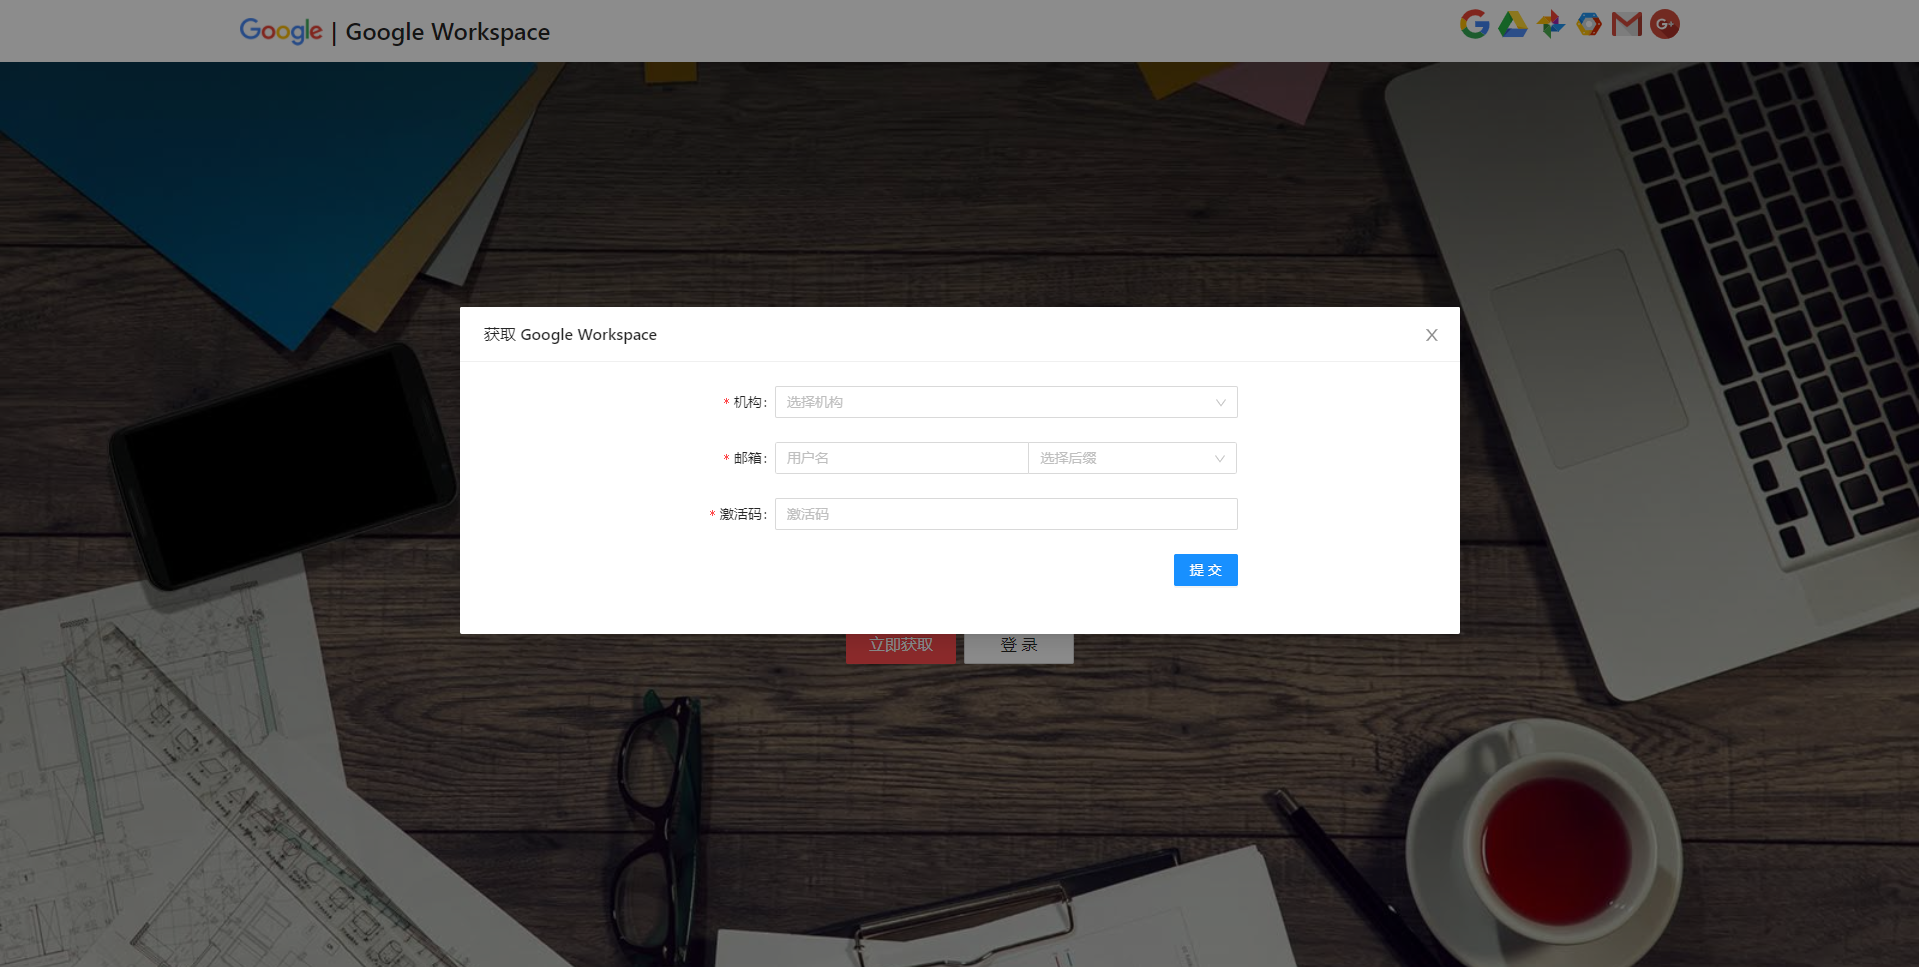 Google | Google Workspace
G+
获取 Google Workspace
* 机构: 选择机构
* 邮箱: 用户名 选择后缀
* 激活码: 激活码
提 交
立即获取 登 录